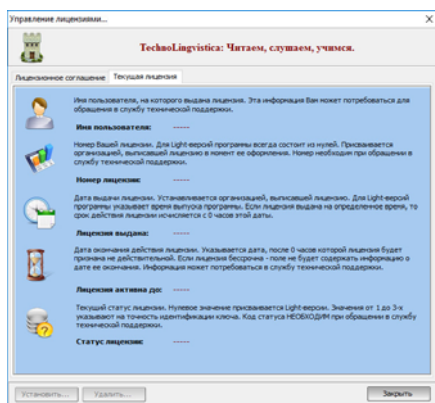 Управление лицензиями...
TechnoLingvistica: Читаем, слушаем, учимся.
Лицензионное соглашение Текущая лицензия
Имя пользователя, на которого выдана лицензия. Эта информация Вам может потребоваться для
обращения в службу технической поддержки.
Имя пользователя: -----
Номер Вашей лицензии. Для Light-версий программы всегда состоит из нулей. Присваивается
организацией, выписавшей лицензию в момент ее оформления. Номер необходим при обращении в
службу технической поддержки.
Номер лицензии: -----
Дата выдачи лицензии. Устанавливается организацией, выписавшей лицензию. Для Light-версий
программы указывает время выпуска программы. Если лицензия выдана на определенное время, то
срок действия лицензии исчисляется с 0 часов этой даты.
Лицензия выдана: -----
Дата окончания действия лицензии. Указывается дата, после 0 часов которой лицензия будет
признана не действительной. Если лицензия бессрочна - поле не будет содержать информацию о
дате ее окончания. Информация может потребоваться в службу технической поддержки.
Лицензия активна до: -----
Текущий статус лицензии. Нулевое значение присваивается Light-версии. Значения от 1 до 3-х
указывают на точность идентификации ключа. Код статуса НЕОБХОДИМ при обращении в службу
технической поддержки.
Статус лицензии: -----
Установить... Удалить... Закрыть